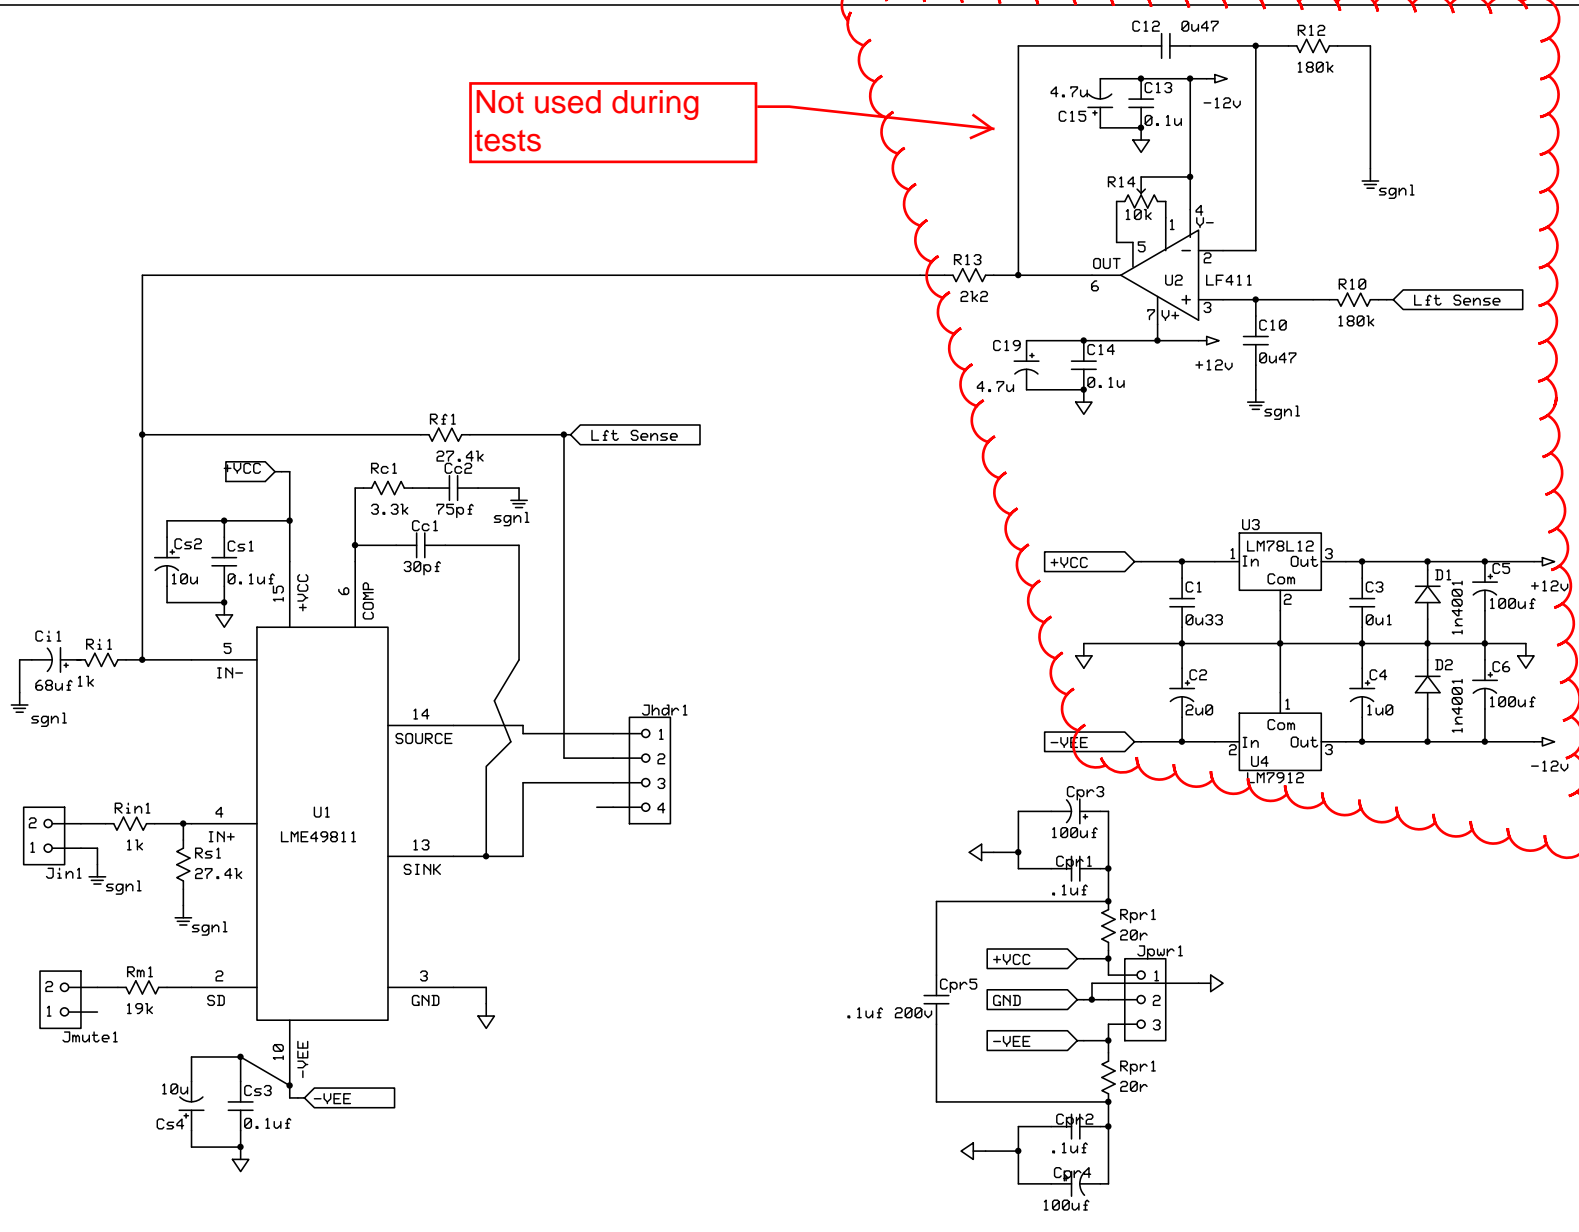 Not used during
tests
C12 0u47
R12
180k
4.7u
C13
-12v
C15
0.1u
sgnl
R14
10k
4
V-
1
5
2
OUT
6
U2
LF411
R13
2k2
3
7
V+
R10
180k
Lft Sense
C10
0u47
+12v
C19
4.7u
C14
0.1u
sgnl
Rf1
27.4k
Lft Sense
+VCC
Rc1
3.3k
Cc2
75pf
sgnl
Cc1
30pf
Cs2
10u
Cs1
0.1uf
15
+VCC
6
COMP
Ci1
68uf
Ri1
1k
sgnl
5
IN-
14
SOURCE
Jhdr1
1
2
3
4
U1
LME49811
13
SINK
2
1
Jin1
Rin1
1k
sgnl
4
IN+
Rs1
27.4k
sgnl
2
1
Jmute1
Rm1
19k
2
SD
3
GND
10
-VEE
10u
Cs4
Cs3
0.1uf
-VEE
U3
LM78L12
1
In
Out
3
Com
2
+VCC
C1
0u33
C3
0u1
D1
1n4001
C5
100uf
+12v
C2
2u0
C4
1u0
D2
1n4001
C6
100uf
1
Com
-VEE
2
In
Out
3
U4
LM7912
-12v
Cpr3
100uf
Cpr1
.1uf
Rpr1
20r
Jpwr1
+VCC
1
Cpr5
.1uf 200v
GND
2
-VEE
3
Rpr1
20r
Cpr2
.1uf
Cpr4
100uf